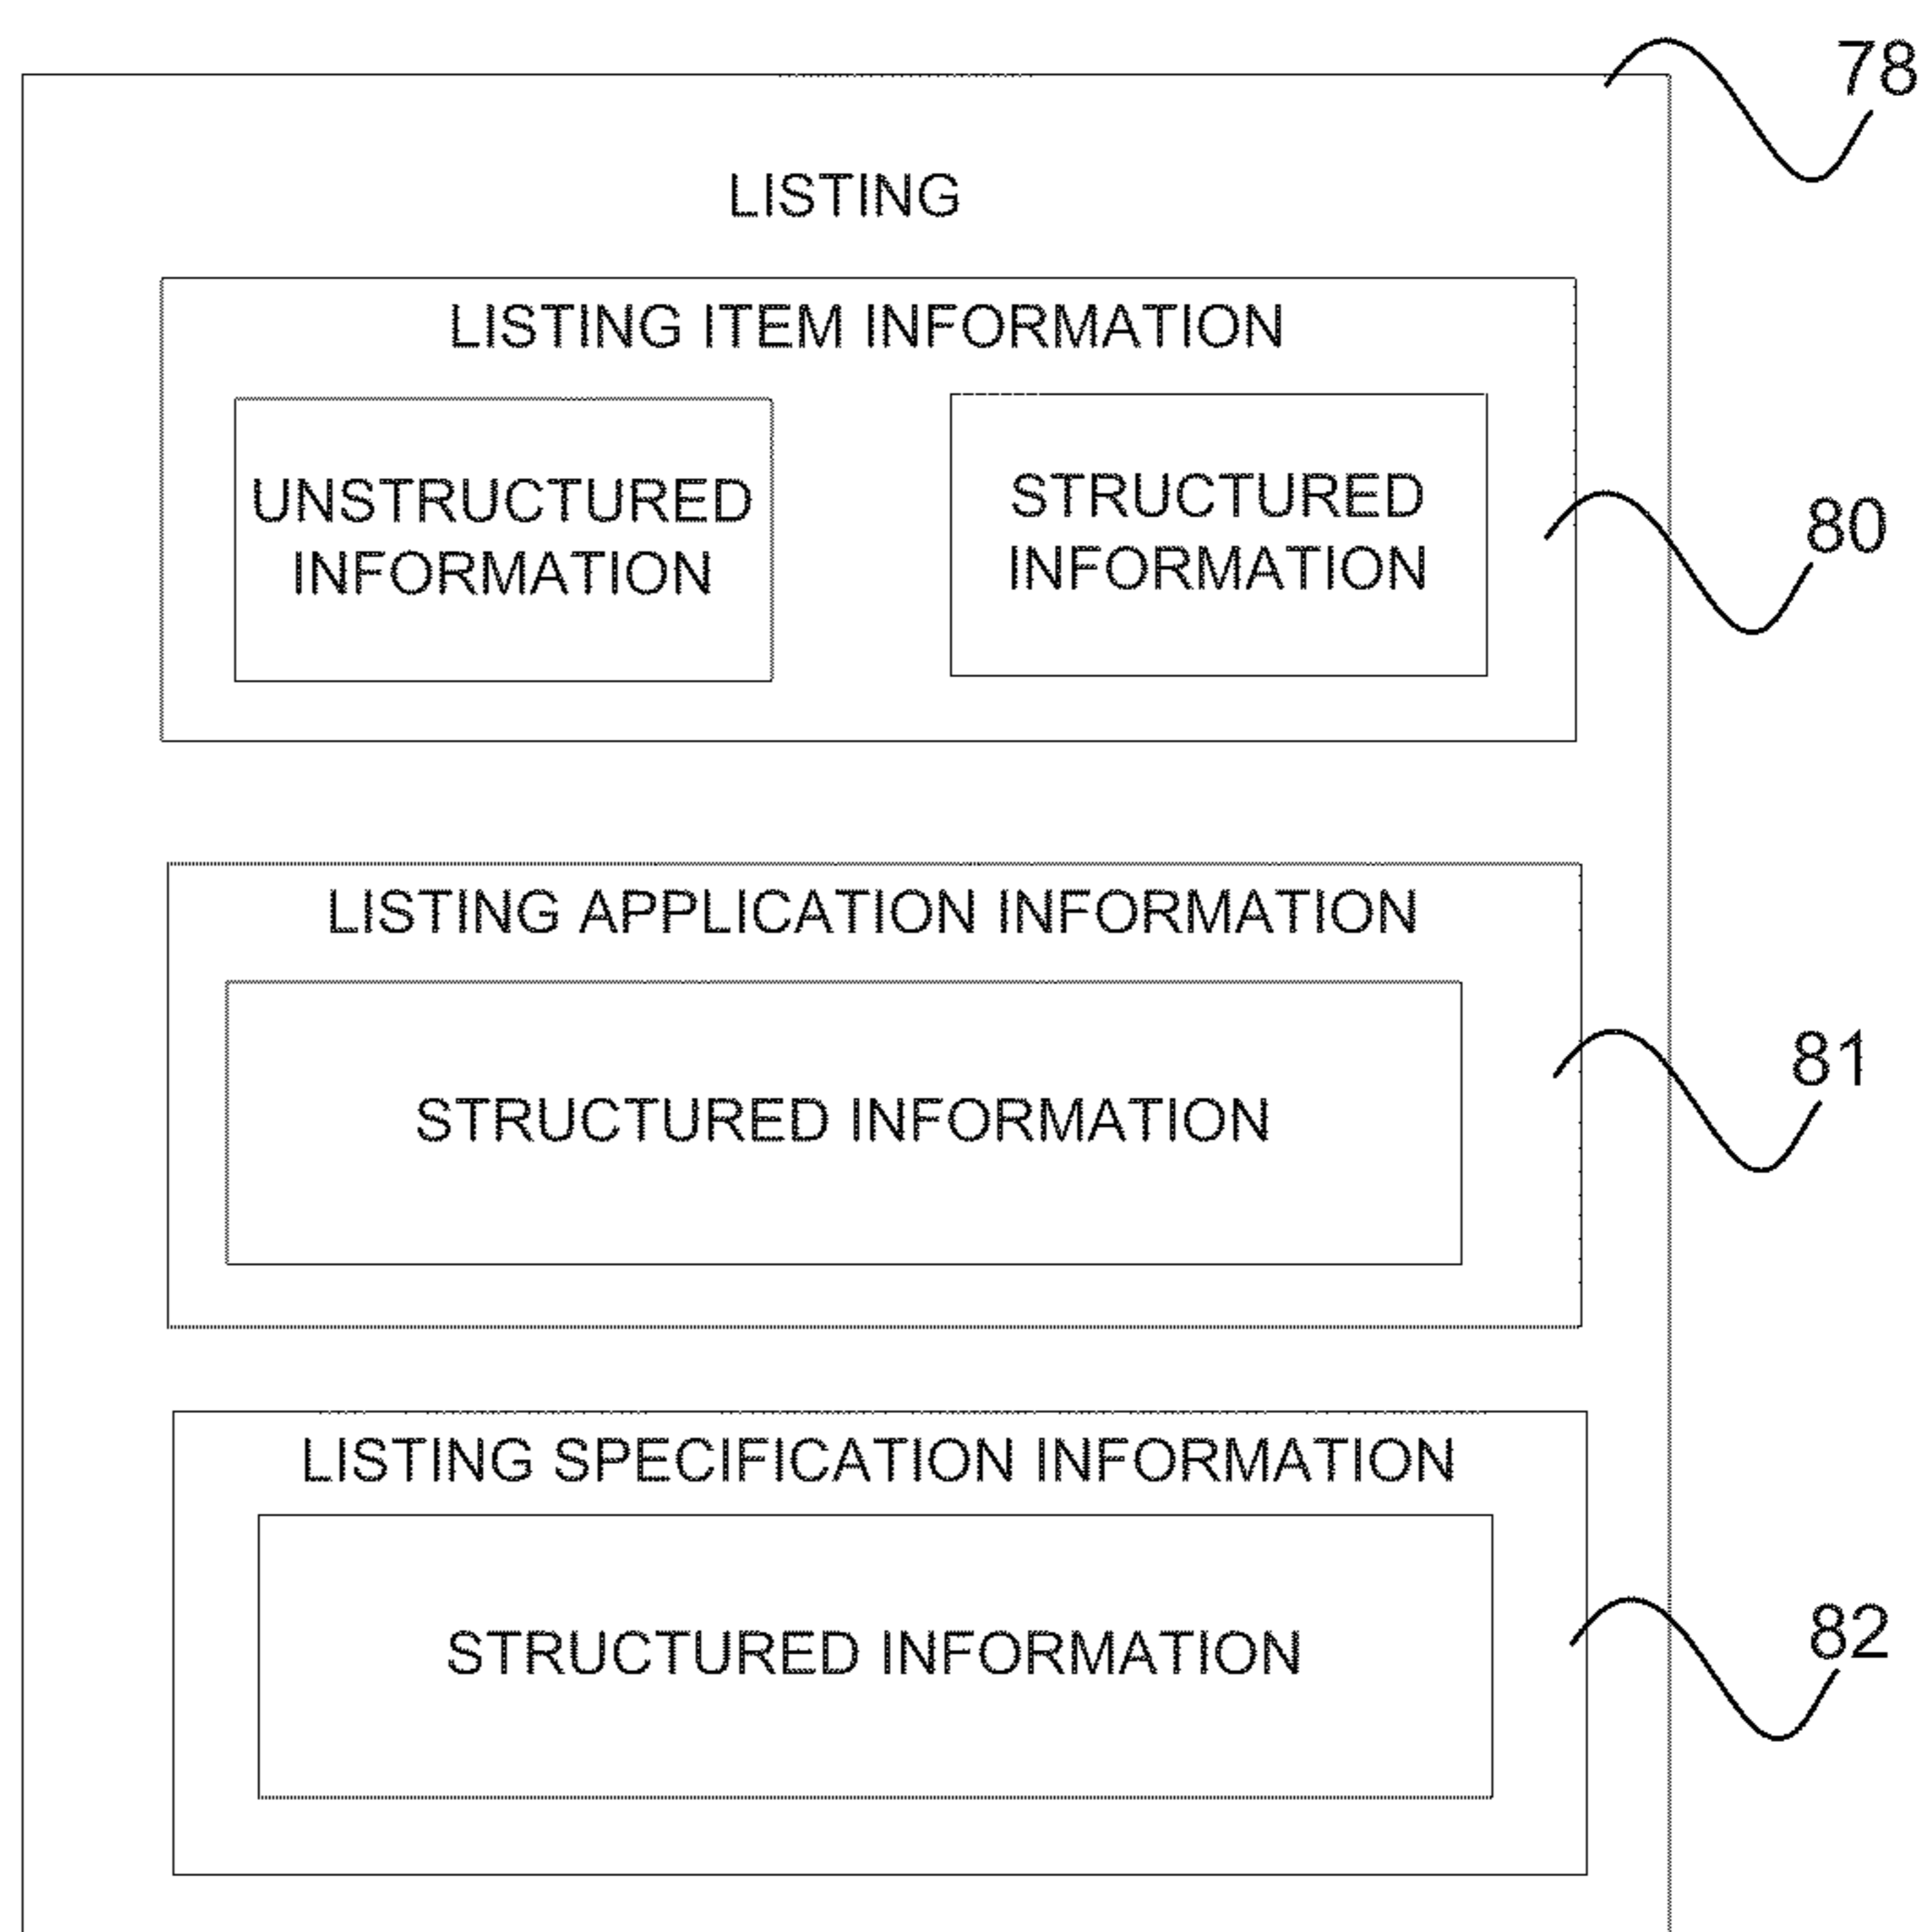 78
LISTING
LISTING ITEM INFORMATION
UNSTRUCTURED
INFORMATION
STRUCTURED
INFORMATION
80
LISTING APPLICATION INFORMATION
STRUCTURED INFORMATION
81
LISTING SPECIFICATION INFORMATION
STRUCTURED INFORMATION
82